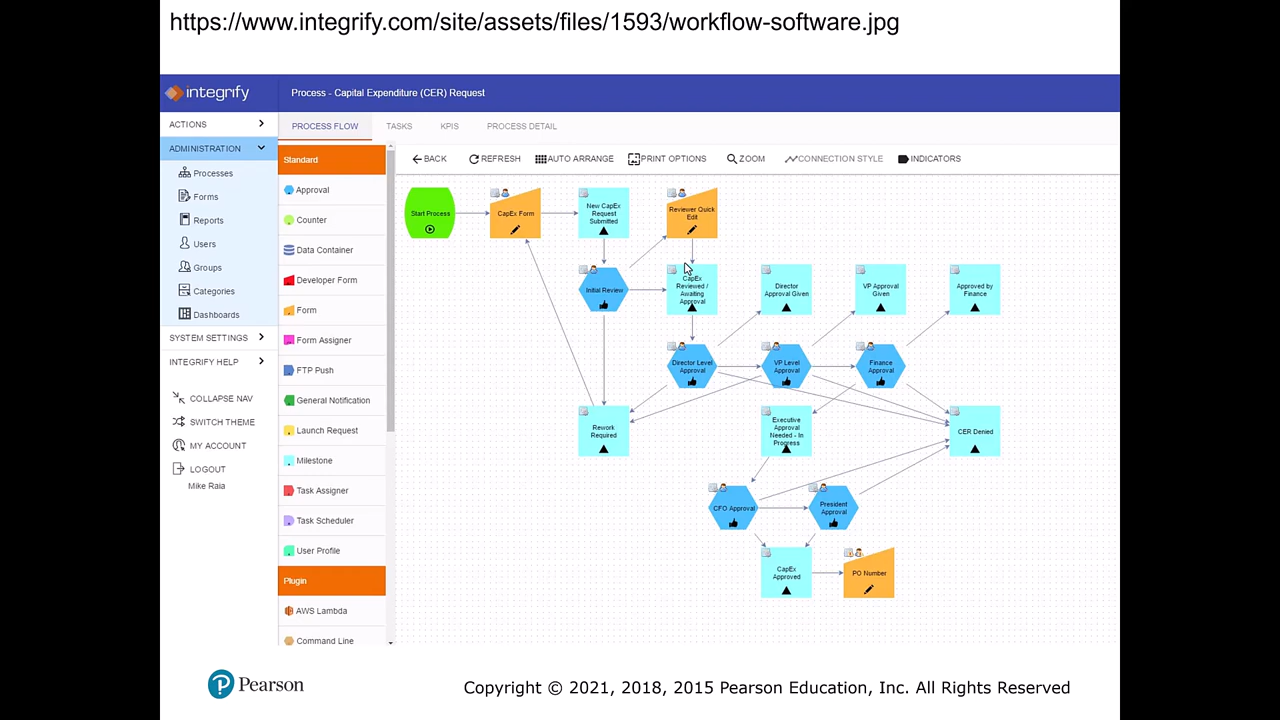 https://www.integrify.com/site/assets/files/1593/workflow-software.jpg
integrify
Process - Capital Expenditure (CER) Request
ACTIONS
ADMINISTRATION
Processes
Forms
Reports
Users
Groups
Categories
Dashboards
SYSTEM SETTINGS
INTEGRIFY HELP
COLLAPSE NAV
SWITCH THEME
MY ACCOUNT
LOGOUT
Mike Raia
PROCESS FLOW
TASKS
KPIS
PROCESS DETAIL
Standard
Approval
Counter
Data Container
Developer Form
Form
Form Assigner
FTP Push
General Notification
Launch Request
Milestone
Task Assigner
Task Scheduler
User Profile
Plugin
AWS Lambda
Command Line
BACK
REFRESH
AUTO ARRANGE
PRINT OPTIONS
ZOOM
CONNECTION STYLE
INDICATORS
Start Process
CapEx Form
New CapEx
Request
Submitted
Reviewer Quick
Edit
Initial Review
CapEx
Reviewed /
Awaiting
Approval
Director
Approval Given
VP Approval
Given
Approved by
Finance
Director Level
Approval
VP Level
Approval
Finance
Approval
Rework
Required
Executive
Approval
Needed - In
Progress
CER Denied
CFO Approval
President
Approval
CapEx
Approved
PO Number
Pearson
Copyright © 2021, 2018, 2015 Pearson Education, Inc. All Rights Reserved